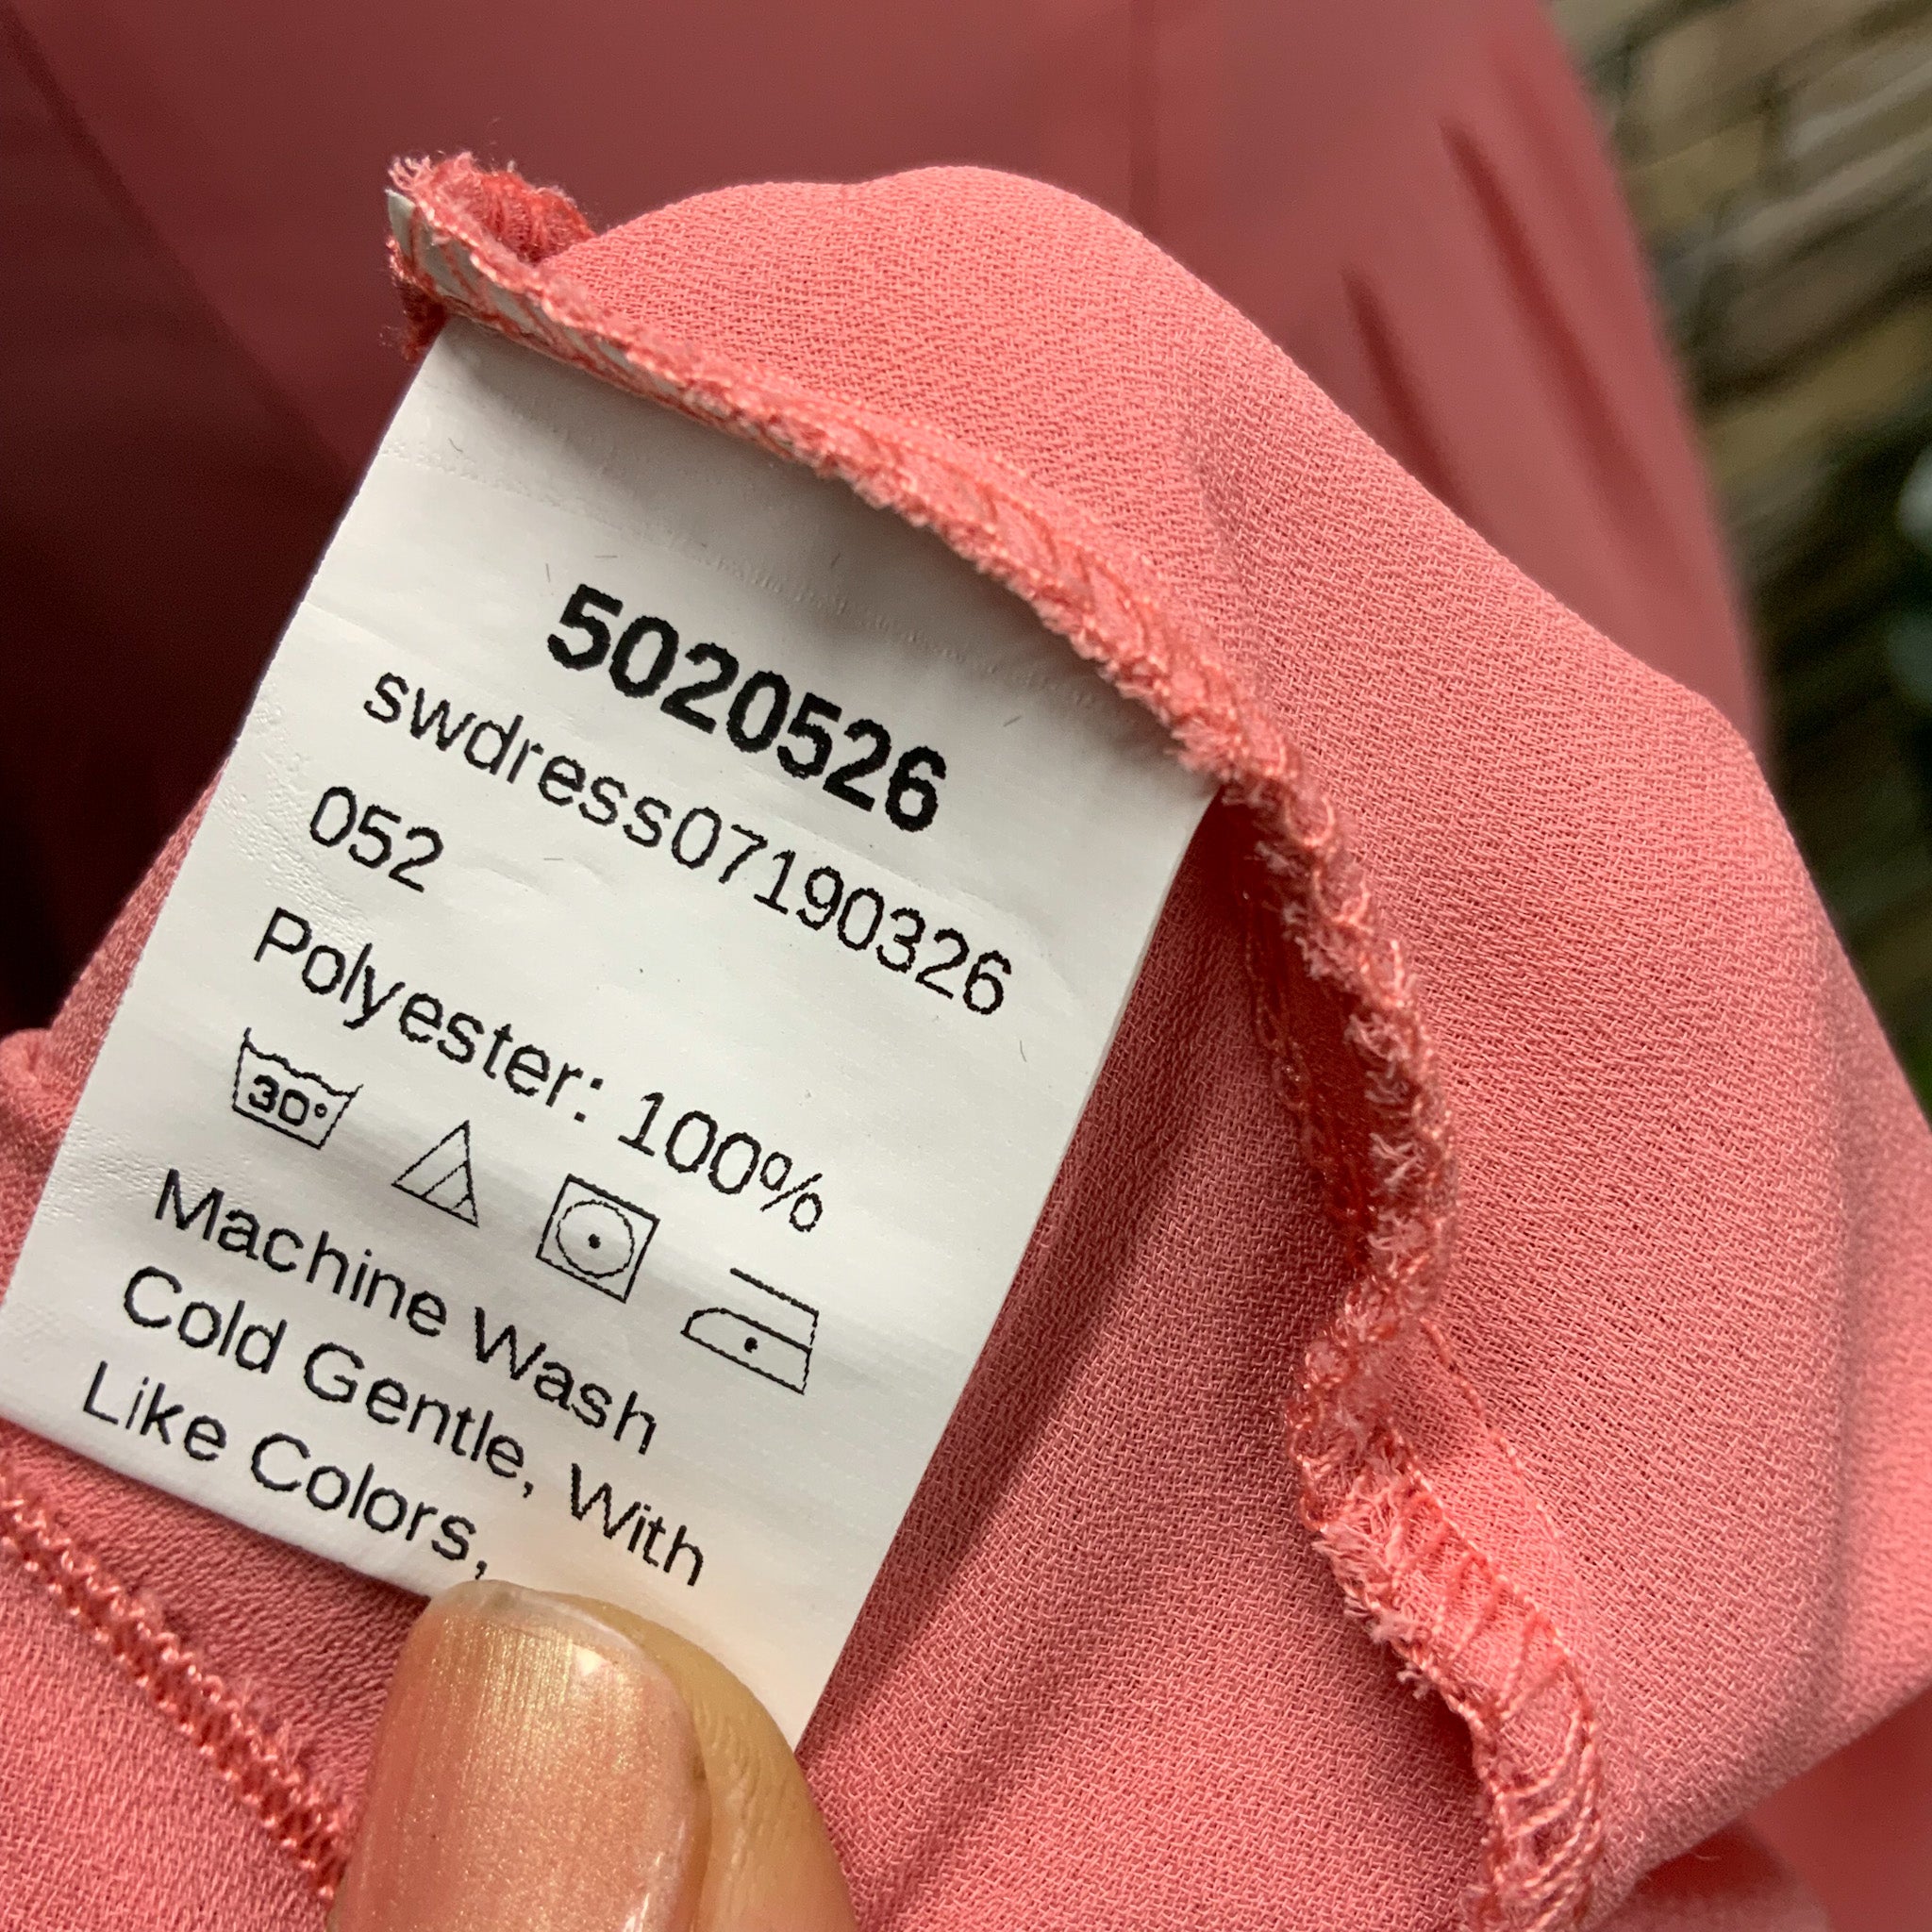 5020526
swdress07190326
052
Polyester: 100%
30°
Machine Wash
Cold Gentle, With
Like Colors,